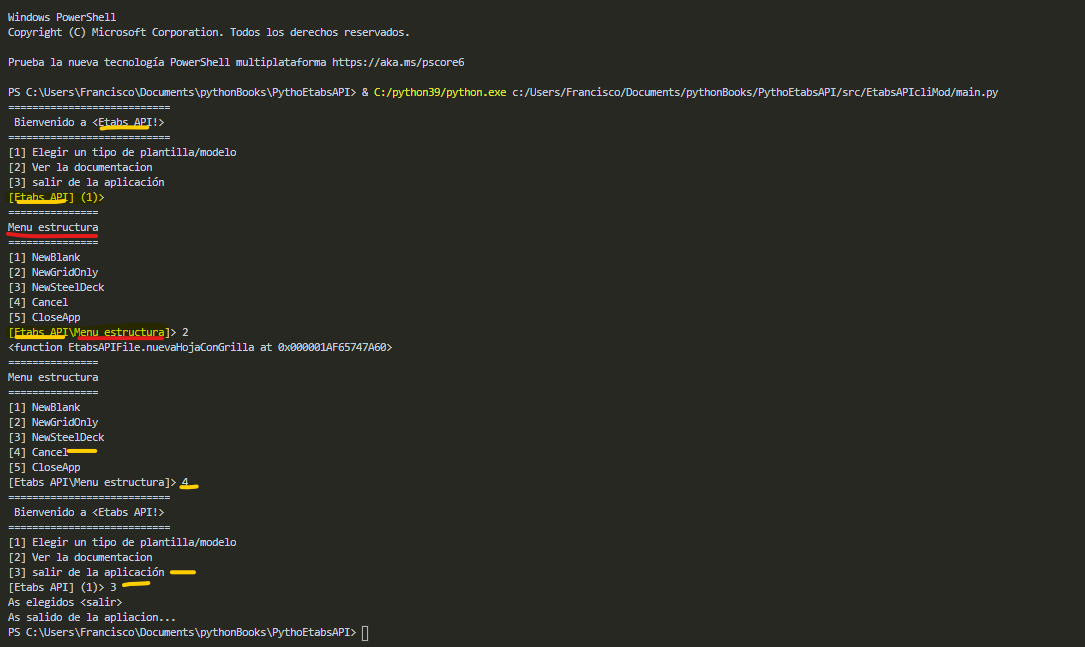 Windows PowerShell
Copyright (C) Microsoft Corporation. Todos los derechos reservados.
Prueba la nueva tecnología PowerShell multiplataforma https://aka.ms/pscore6
PS C:\Users\Francisco\Documents\pythonBooks\PythoEtabsAPI> & C:/python39/python.exe c:/Users/Francisco/Documents/pythonBooks/PythoEtabsAPI/src/EtabsAPIcliMod/main.py
===========================
Bienvenido a <Etabs API!>
===========================
[1] Elegir un tipo de plantilla/modelo
[2] Ver la documentacion
[3] salir de la aplicación
[Etabs API] (1)>
===============
Menu estructura
===============
[1] NewBlank
[2] NewGridOnly
[3] NewSteelDeck
[4] Cancel
[5] CloseApp
[Etabs API\Menu estructura]> 2
<function EtabsAPIFile.nuevaHojaConGrilla at 0x000001AF65747A60>
===============
Menu estructura
===============
[1] NewBlank
[2] NewGridOnly
[3] NewSteelDeck
[4] Cancel
[5] CloseApp
[Etabs API\Menu estructura]> 4
===========================
Bienvenido a <Etabs API!>
===========================
[1] Elegir un tipo de plantilla/modelo
[2] Ver la documentacion
[3] salir de la aplicación
[Etabs API] (1)> 3
As elegidos <salir>
As salido de la apliacion...
PS C:\Users\Francisco\Documents\pythonBooks\PythoEtabsAPI>